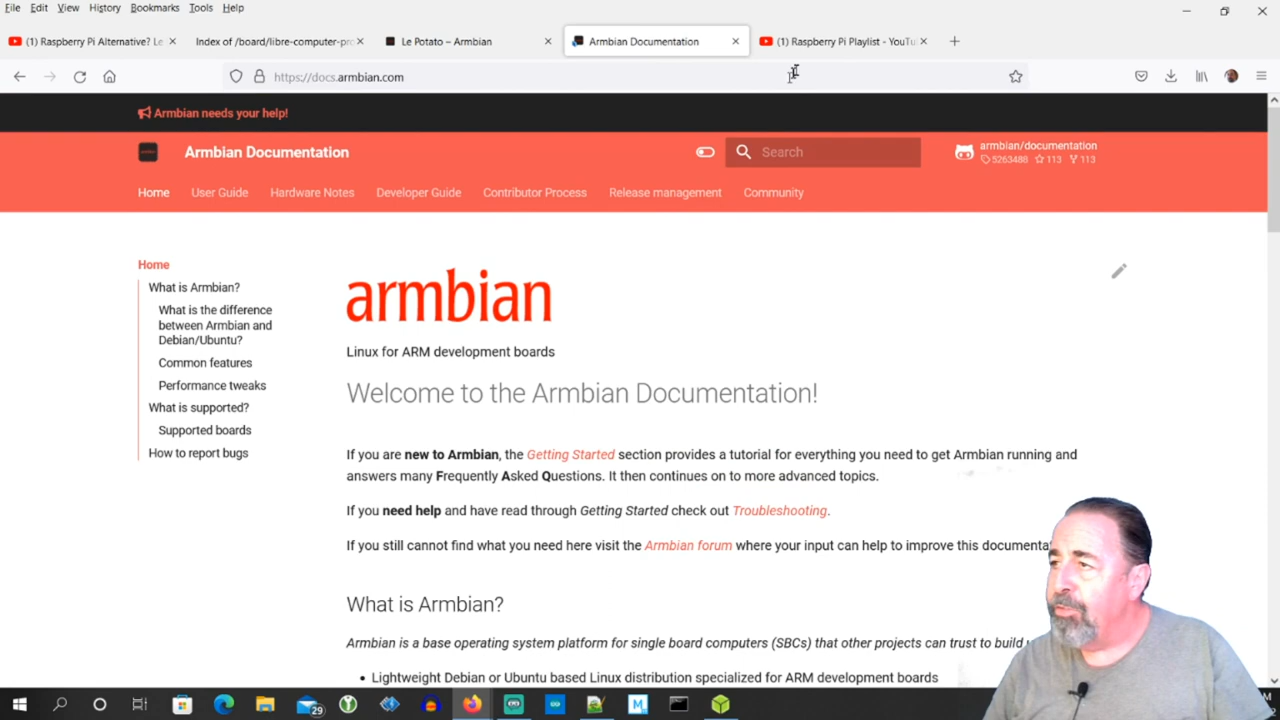 File Edit View History Bookmarks Tools Help
(1) Raspberry Pi Alternative? Le
Index of /board/libre-computer-pro
Le Potato – Armbian
Armbian Documentation
(1) Raspberry Pi Playlist - YouTu
https://docs.armbian.com
Armbian needs your help!
Armbian Documentation
Search
armbian/documentation
5263488 113 113
Home User Guide Hardware Notes Developer Guide Contributor Process Release management Community
Home
What is Armbian?
What is the difference
between Armbian and
Debian/Ubuntu?
Common features
Performance tweaks
What is supported?
Supported boards
How to report bugs
armbian
Linux for ARM development boards
Welcome to the Armbian Documentation!
If you are new to Armbian, the Getting Started section provides a tutorial for everything you need to get Armbian running and
answers many Frequently Asked Questions. It then continues on to more advanced topics.
If you need help and have read through Getting Started check out Troubleshooting.
If you still cannot find what you need here visit the Armbian forum where your input can help to improve this documenta
What is Armbian?
Armbian is a base operating system platform for single board computers (SBCs) that other projects can trust to build
• Lightweight Debian or Ubuntu based Linux distribution specialized for ARM development boards
29
M
M